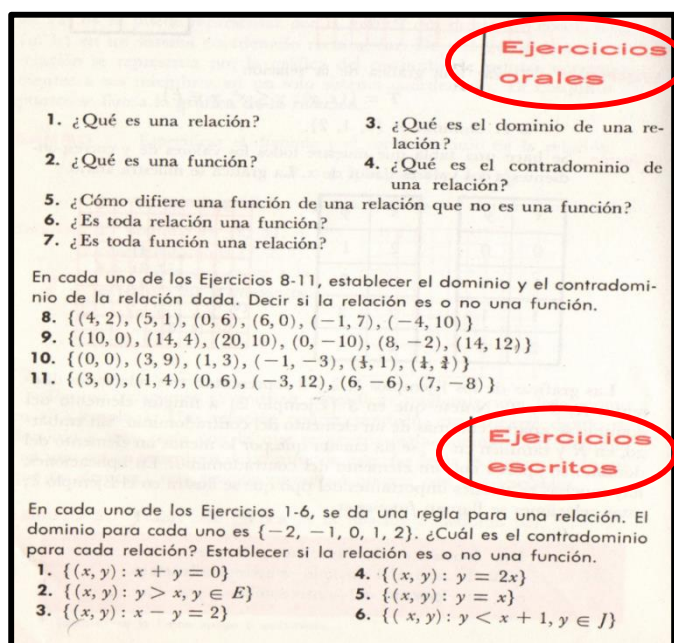 Ejercicios
orales
1. ¿Qué es una relación?
2. ¿Qué es una función?
3. ¿Qué es el dominio de una re-
lación?
4. ¿Qué es el contradominio de
una relación?
5. ¿Cómo difiere una función de una relación que no es una función?
6. ¿Es toda relación una función?
7. ¿Es toda función una relación?
En cada uno de los Ejercicios 8-11, establecer el dominio y el contradomi-
nio de la relación dada. Decir si la relación es o no una función.
8. {(4, 2), (5, 1), (0, 6), (6, 0), (−1, 7), (−4, 10)}
9. {(10, 0), (14, 4), (20, 10), (0, −10), (8, −2), (14, 12)}
10. {(0, 0), (3, 9), (1, 3), (−1, −3), (⅓, 1), (¼, ¾)}
11. {(3, 0), (1, 4), (0, 6), (−3, 12), (6, −6), (7, −8)}
Ejercicios
escritos
En cada uno de los Ejercicios 1-6, se da una regla para una relación. El
dominio para cada uno es {−2, −1, 0, 1, 2}. ¿Cuál es el contradominio
para cada relación? Establecer si la relación es o no una función.
1. {(x, y) : x + y = 0}
2. {(x, y) : y > x, y ∈ E}
3. {(x, y) : x − y = 2}
4. {(x, y) : y = 2x}
5. {(x, y) : y = x}
6. {( x, y) : y < x + 1, y ∈ J}